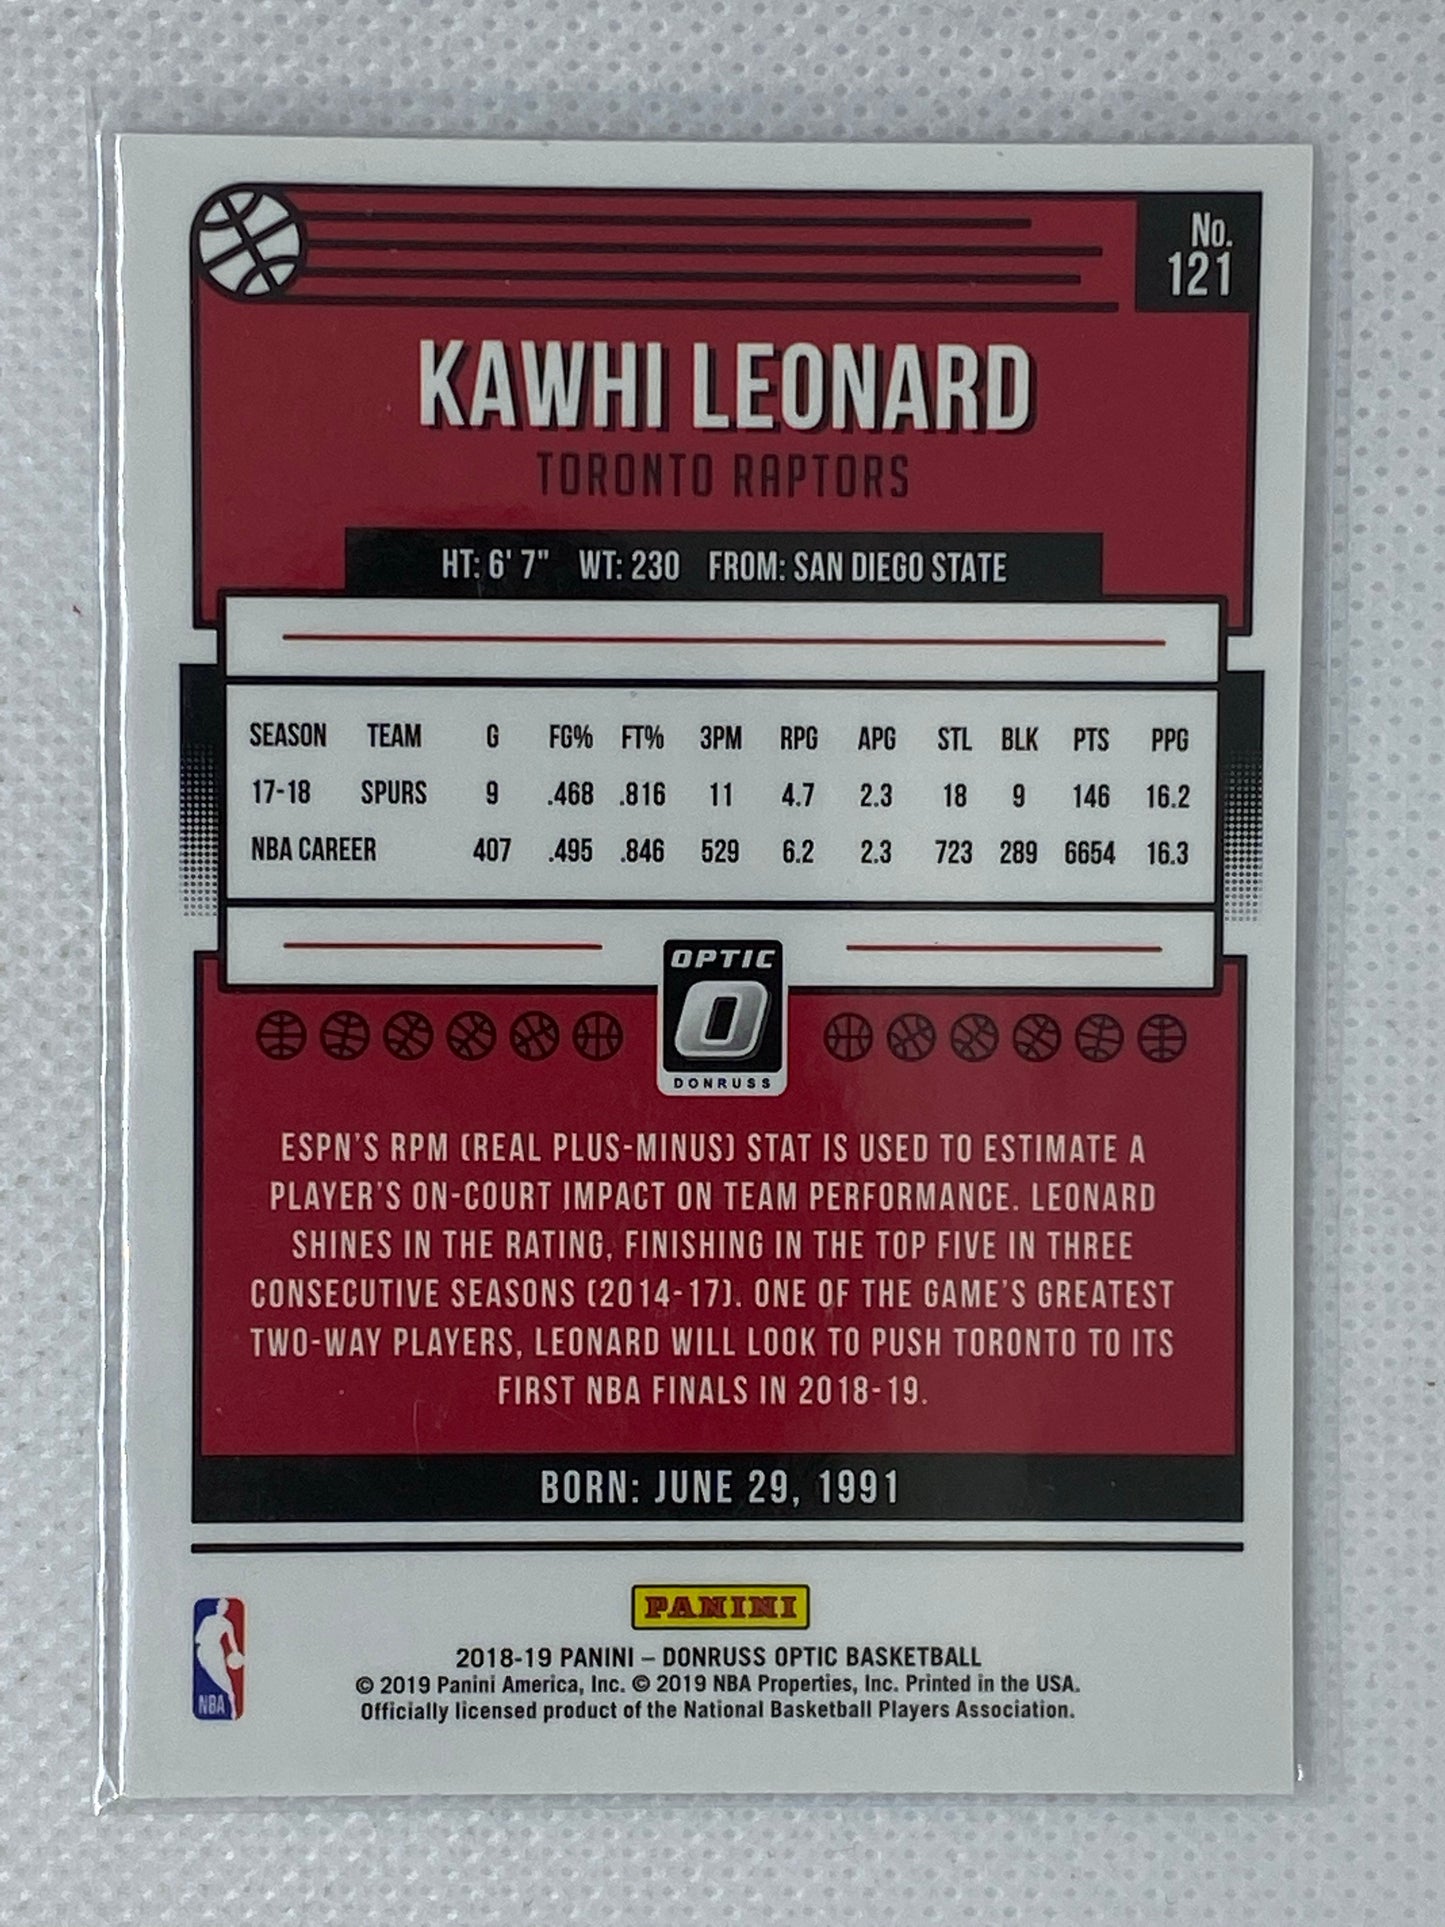 No.
121
KAWHI LEONARD
TORONTO RAPTORS
HT: 6' 7" WT: 230 FROM: SAN DIEGO STATE
SEASON TEAM G FG% FT% 3PM RPG APG STL BLK PTS PPG
17-18 SPURS 9 .468 .816 11 4.7 2.3 18 9 146 16.2
NBA CAREER 407 .495 .846 529 6.2 2.3 723 289 6654 16.3
OPTIC
O
DONRUSS
ESPN'S RPM (REAL PLUS-MINUS) STAT IS USED TO ESTIMATE A
PLAYER'S ON-COURT IMPACT ON TEAM PERFORMANCE. LEONARD
SHINES IN THE RATING, FINISHING IN THE TOP FIVE IN THREE
CONSECUTIVE SEASONS (2014-17). ONE OF THE GAME'S GREATEST
TWO-WAY PLAYERS, LEONARD WILL LOOK TO PUSH TORONTO TO ITS
FIRST NBA FINALS IN 2018-19.
BORN: JUNE 29, 1991
NBA
PANINI
2018-19 PANINI – DONRUSS OPTIC BASKETBALL
© 2019 Panini America, Inc. © 2019 NBA Properties, Inc. Printed in the USA.
Officially licensed product of the National Basketball Players Association.